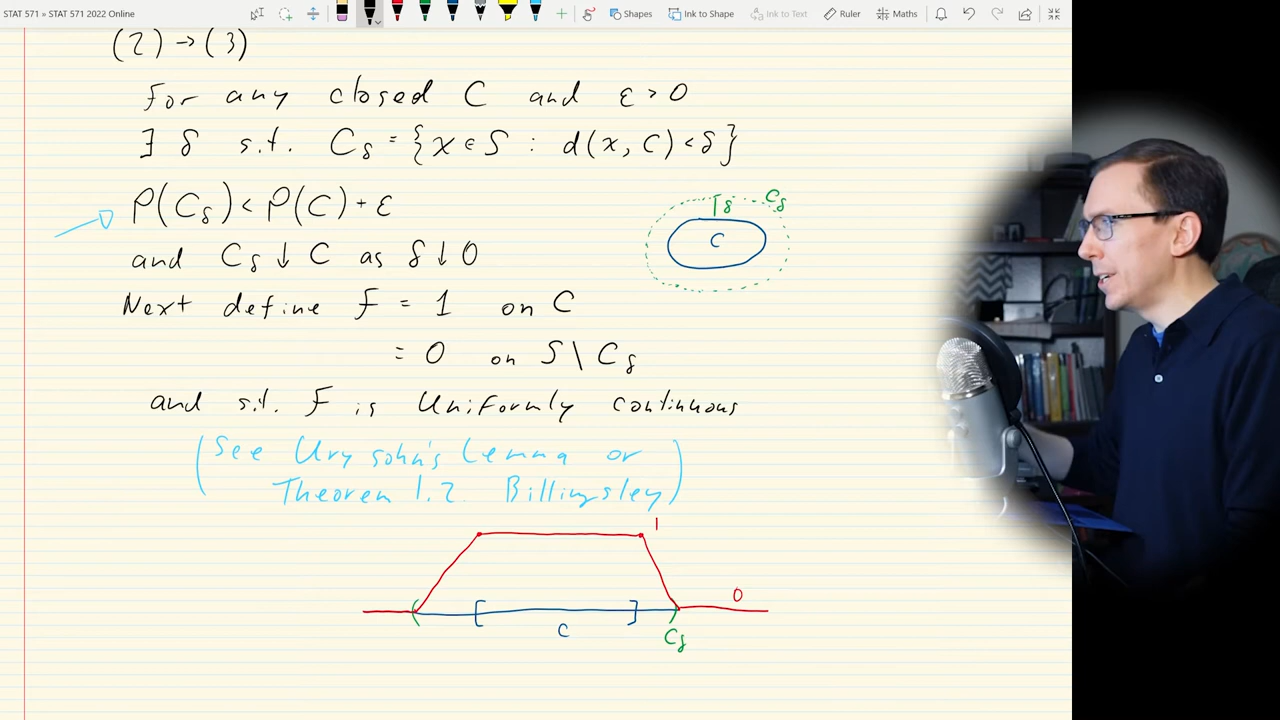 STAT 571 » STAT 571 2022 Online
Shapes
Ink to Shape
Ink to Text
Ruler
Maths
(2) → (3)
For any closed C and ε > 0
∃ δ s.t. C_δ = {x ∈ S : d(x, C) < δ}
P(C_δ) < P(C) + ε
and C_δ ↓ C as δ ↓ 0
δ
C_δ
C
Next define f = 1 on C
= 0 on S \ C_δ
and s.t. f is Uniformly continuous
(See Urysohn's Lemma or
Theorem 1.2. Billingsley)
1
0
C
C_δ